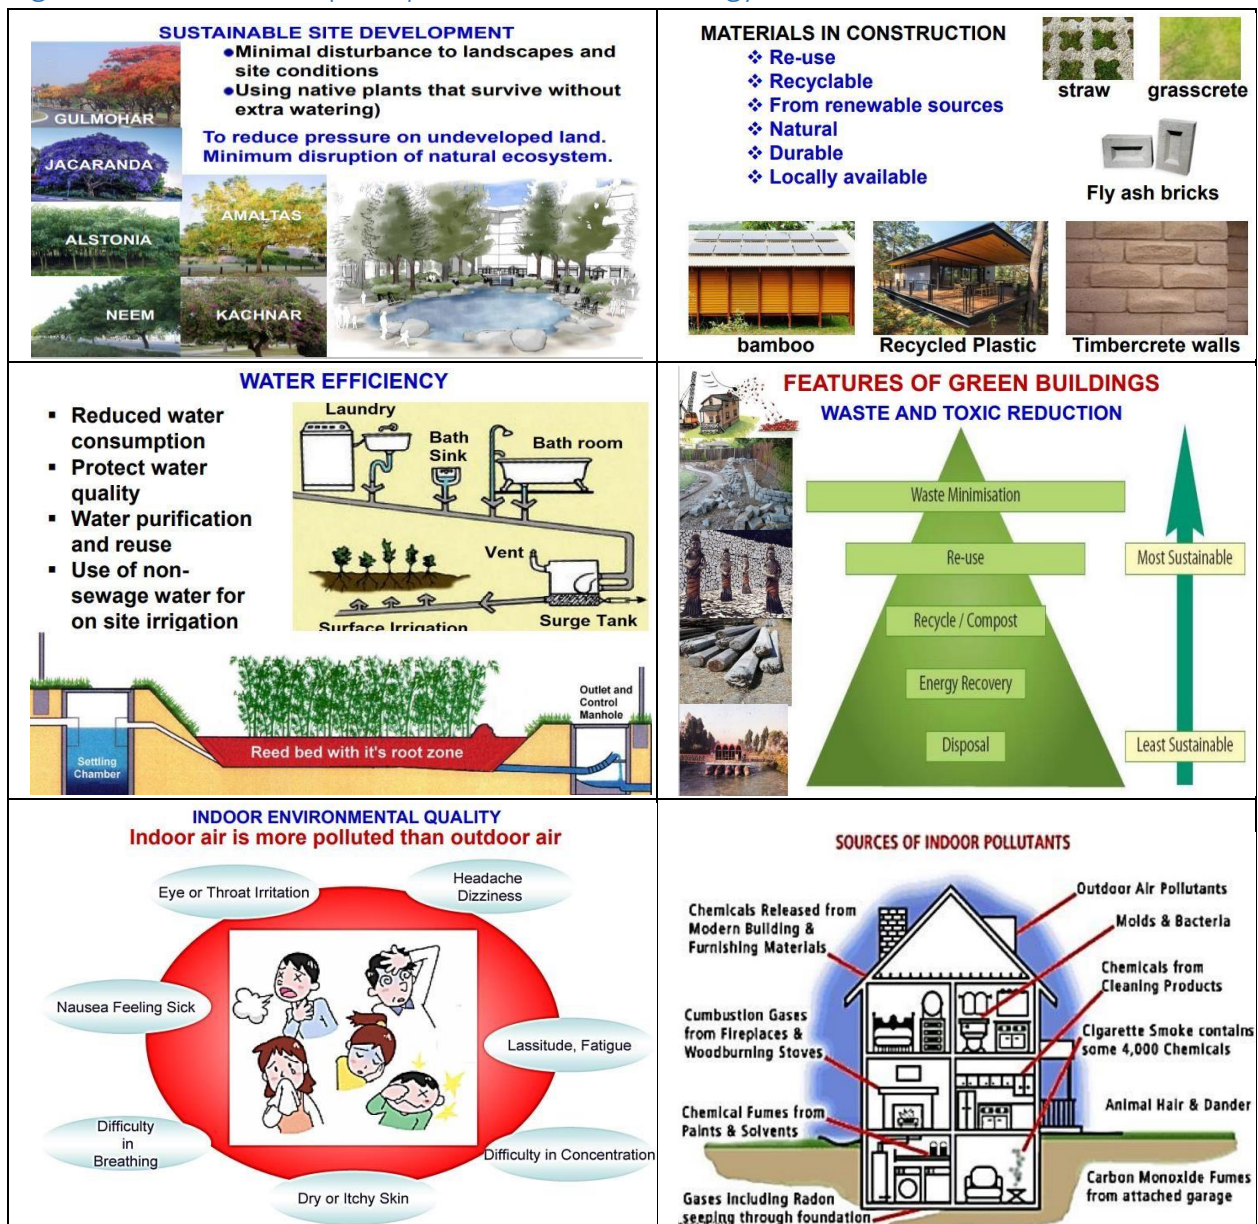 SUSTAINABLE SITE DEVELOPMENT
●Minimal disturbance to landscapes and
site conditions
●Using native plants that survive without
extra watering)
To reduce pressure on undeveloped land.
Minimum disruption of natural ecosystem.
GULMOHAR
JACARANDA
AMALTAS
ALSTONIA
NEEM
KACHNAR
MATERIALS IN CONSTRUCTION
❖ Re-use
❖ Recyclable
❖ From renewable sources
❖ Natural
❖ Durable
❖ Locally available
straw
grasscrete
Fly ash bricks
bamboo
Recycled Plastic
Timbercrete walls
WATER EFFICIENCY
▪ Reduced water
consumption
▪ Protect water
quality
▪ Water purification
and reuse
▪ Use of non-
sewage water for
on site irrigation
Laundry
Bath
Sink
Bath room
Vent
Surface Irrigation
Surge Tank
Settling
Chamber
Reed bed with it's root zone
Outlet and
Control
Manhole
FEATURES OF GREEN BUILDINGS
WASTE AND TOXIC REDUCTION
Waste Minimisation
Re-use
Recycle / Compost
Energy Recovery
Disposal
Most Sustainable
Least Sustainable
INDOOR ENVIRONMENTAL QUALITY
Indoor air is more polluted than outdoor air
Eye or Throat Irritation
Headache
Dizziness
Nausea Feeling Sick
Lassitude, Fatigue
Difficulty
in
Breathing
Difficulty in Concentration
Dry or Itchy Skin
SOURCES OF INDOOR POLLUTANTS
Chemicals Released from
Modern Building &
Furnishing Materials
Cumbustion Gases
from Fireplaces &
Woodburning Stoves
Chemical Fumes from
Paints & Solvents
Gases Including Radon
seeping through foundation
Outdoor Air Pollutants
Molds & Bacteria
Chemicals from
Cleaning Products
Cigarette Smoke contains
some 4,000 Chemicals
Animal Hair & Dander
Carbon Monoxide Fumes
from attached garage